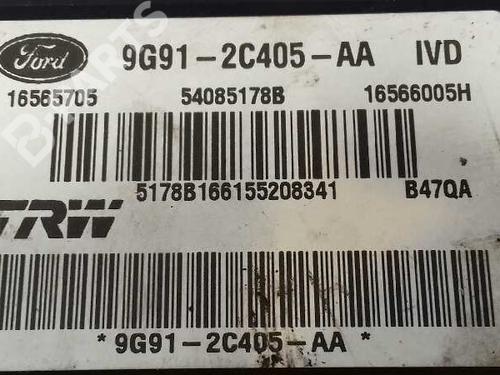 Ford 9G91-2C405-AA IVD
16565705 54085178B 16566005H
5178B166155208341 B47QA
TRW
* 9G91-2C405-AA *